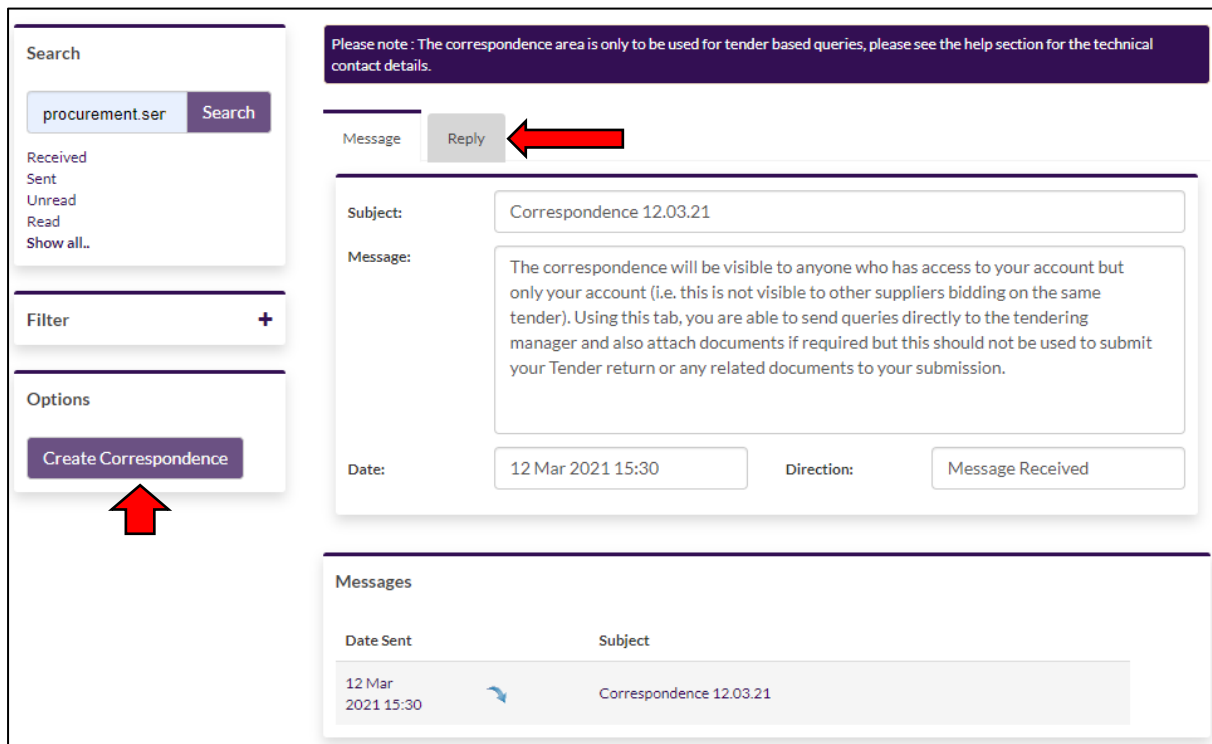 Search
procurement.ser
Search
Received
Sent
Unread
Read
Show all..
Filter +
Options
Create Correspondence
Please note : The correspondence area is only to be used for tender based queries, please see the help section for the technical
contact details.
Message Reply
Subject: Correspondence 12.03.21
Message:
The correspondence will be visible to anyone who has access to your account but
only your account (i.e. this is not visible to other suppliers bidding on the same
tender). Using this tab, you are able to send queries directly to the tendering
manager and also attach documents if required but this should not be used to submit
your Tender return or any related documents to your submission.
Date: 12 Mar 2021 15:30 Direction: Message Received
Messages
Date Sent Subject
12 Mar
2021 15:30
Correspondence 12.03.21